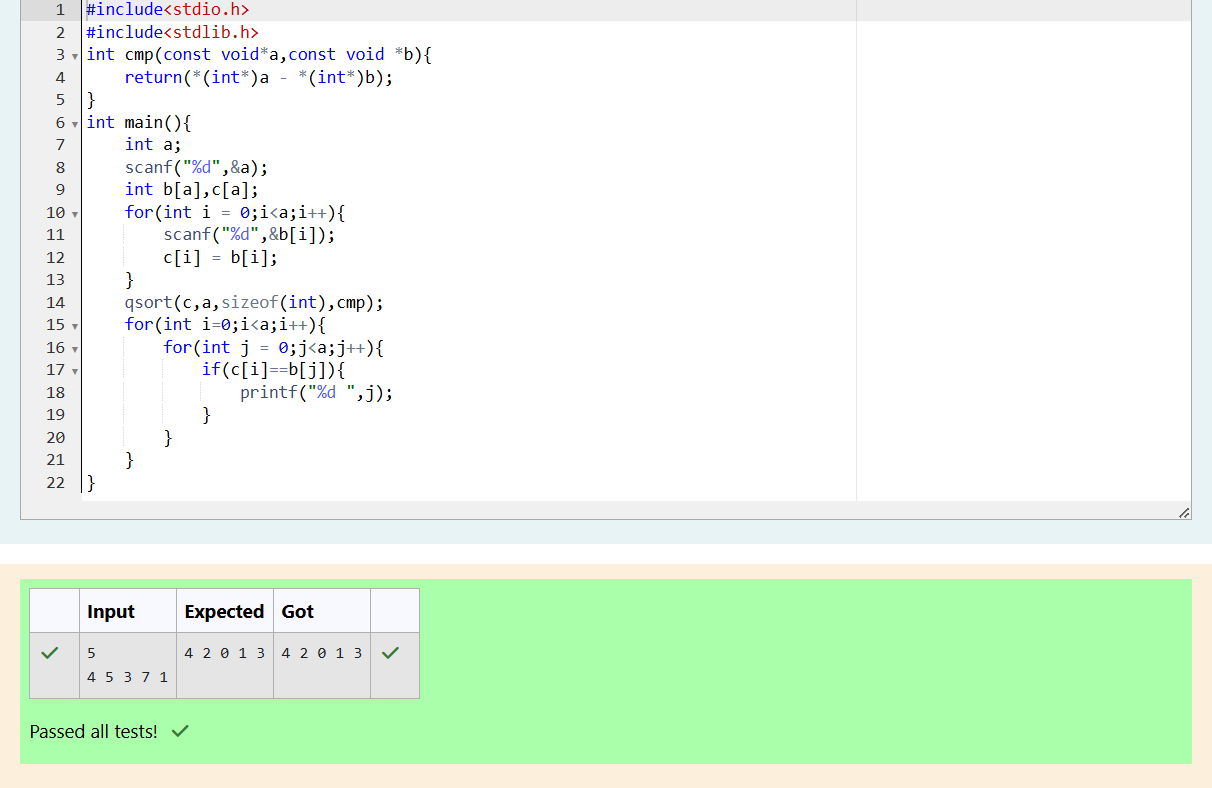 1 #include<stdio.h>
2 #include<stdlib.h>
3 int cmp(const void*a,const void *b){
4     return(*(int*)a - *(int*)b);
5 }
6 int main(){
7     int a;
8     scanf("%d",&a);
9     int b[a],c[a];
10     for(int i = 0;i<a;i++){
11         scanf("%d",&b[i]);
12         c[i] = b[i];
13     }
14     qsort(c,a,sizeof(int),cmp);
15     for(int i=0;i<a;i++){
16         for(int j = 0;j<a;j++){
17             if(c[i]==b[j]){
18                 printf("%d ",j);
19             }
20         }
21     }
22 }
Input Expected Got
5 4 2 0 1 3 4 2 0 1 3
4 5 3 7 1
Passed all tests!